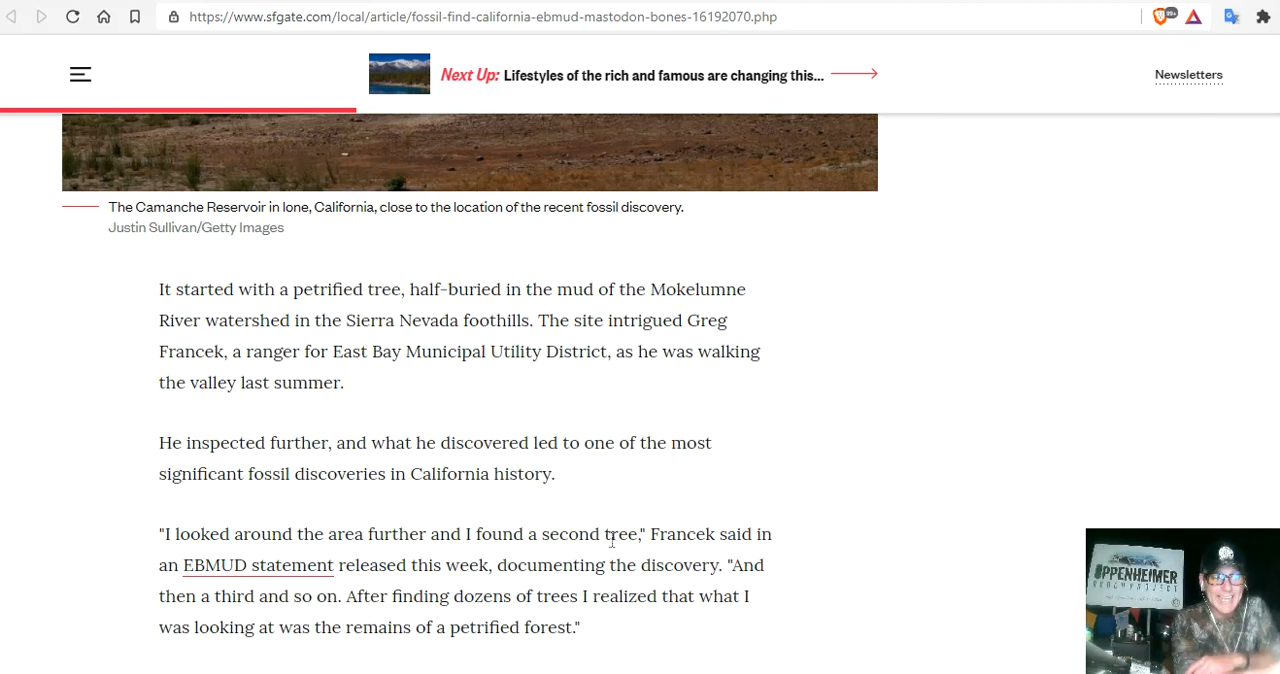 https://www.sfgate.com/local/article/fossil-find-california-ebmud-mastodon-bones-16192070.php
99+
Next Up: Lifestyles of the rich and famous are changing this...
Newsletters
The Camanche Reservoir in Ione, California, close to the location of the recent fossil discovery.
Justin Sullivan/Getty Images
It started with a petrified tree, half-buried in the mud of the Mokelumne
River watershed in the Sierra Nevada foothills. The site intrigued Greg
Francek, a ranger for East Bay Municipal Utility District, as he was walking
the valley last summer.
He inspected further, and what he discovered led to one of the most
significant fossil discoveries in California history.
"I looked around the area further and I found a second tree," Francek said in
an EBMUD statement released this week, documenting the discovery. "And
then a third and so on. After finding dozens of trees I realized that what I
was looking at was the remains of a petrified forest."
OPPENHEIMER